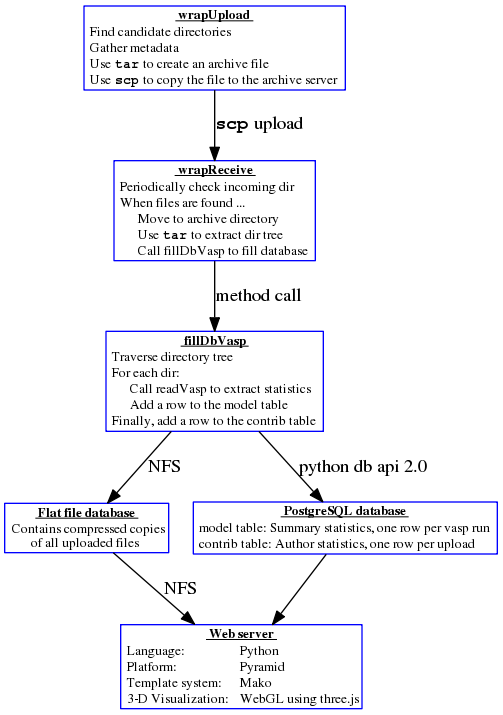 wrapUpload
Find candidate directories
Gather metadata
Use tar to create an archive file
Use scp to copy the file to the archive server
scp upload
wrapReceive
Periodically check incoming dir
When files are found ...
Move to archive directory
Use tar to extract dir tree
Call fillDbVasp to fill database
method call
fillDbVasp
Traverse directory tree
For each dir:
Call readVasp to extract statistics
Add a row to the model table
Finally, add a row to the contrib table
NFS
python db api 2.0
Flat file database
Contains compressed copies
of all uploaded files
PostgreSQL database
model table: Summary statistics, one row per vasp run
contrib table: Author statistics, one row per upload
NFS
Web server
Language: Python
Platform: Pyramid
Template system: Mako
3-D Visualization: WebGL using three.js